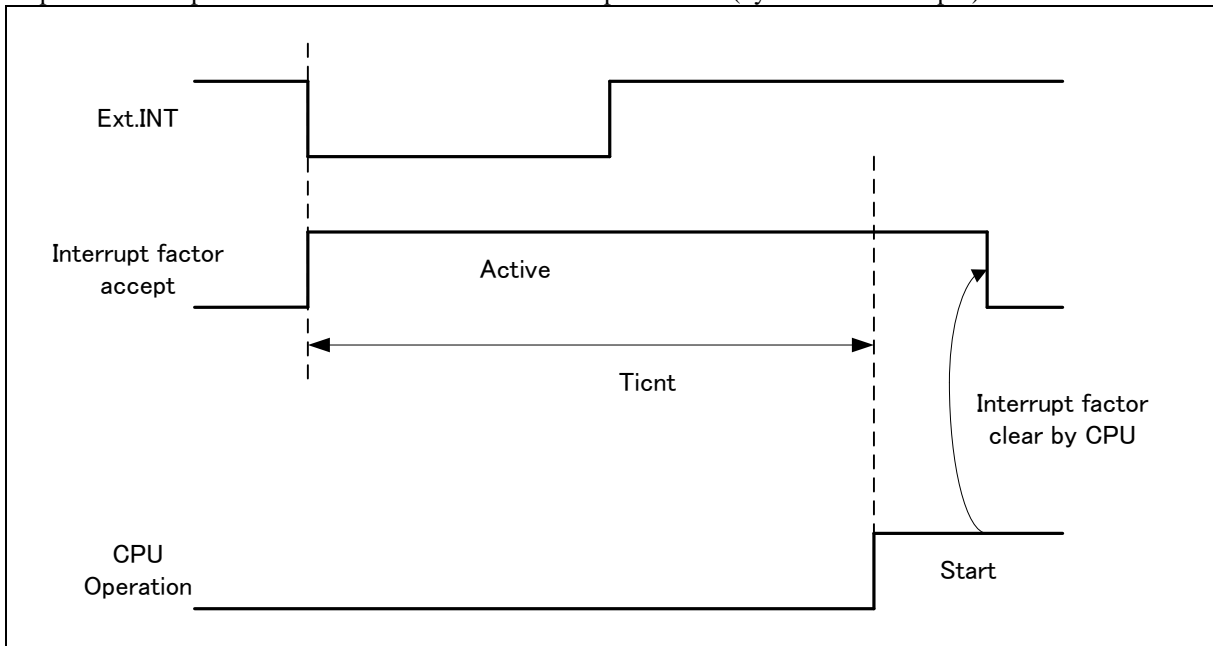 Ext.INT
Interrupt factor
accept
Active
Ticnt
Interrupt factor
clear by CPU
CPU
Operation
Start